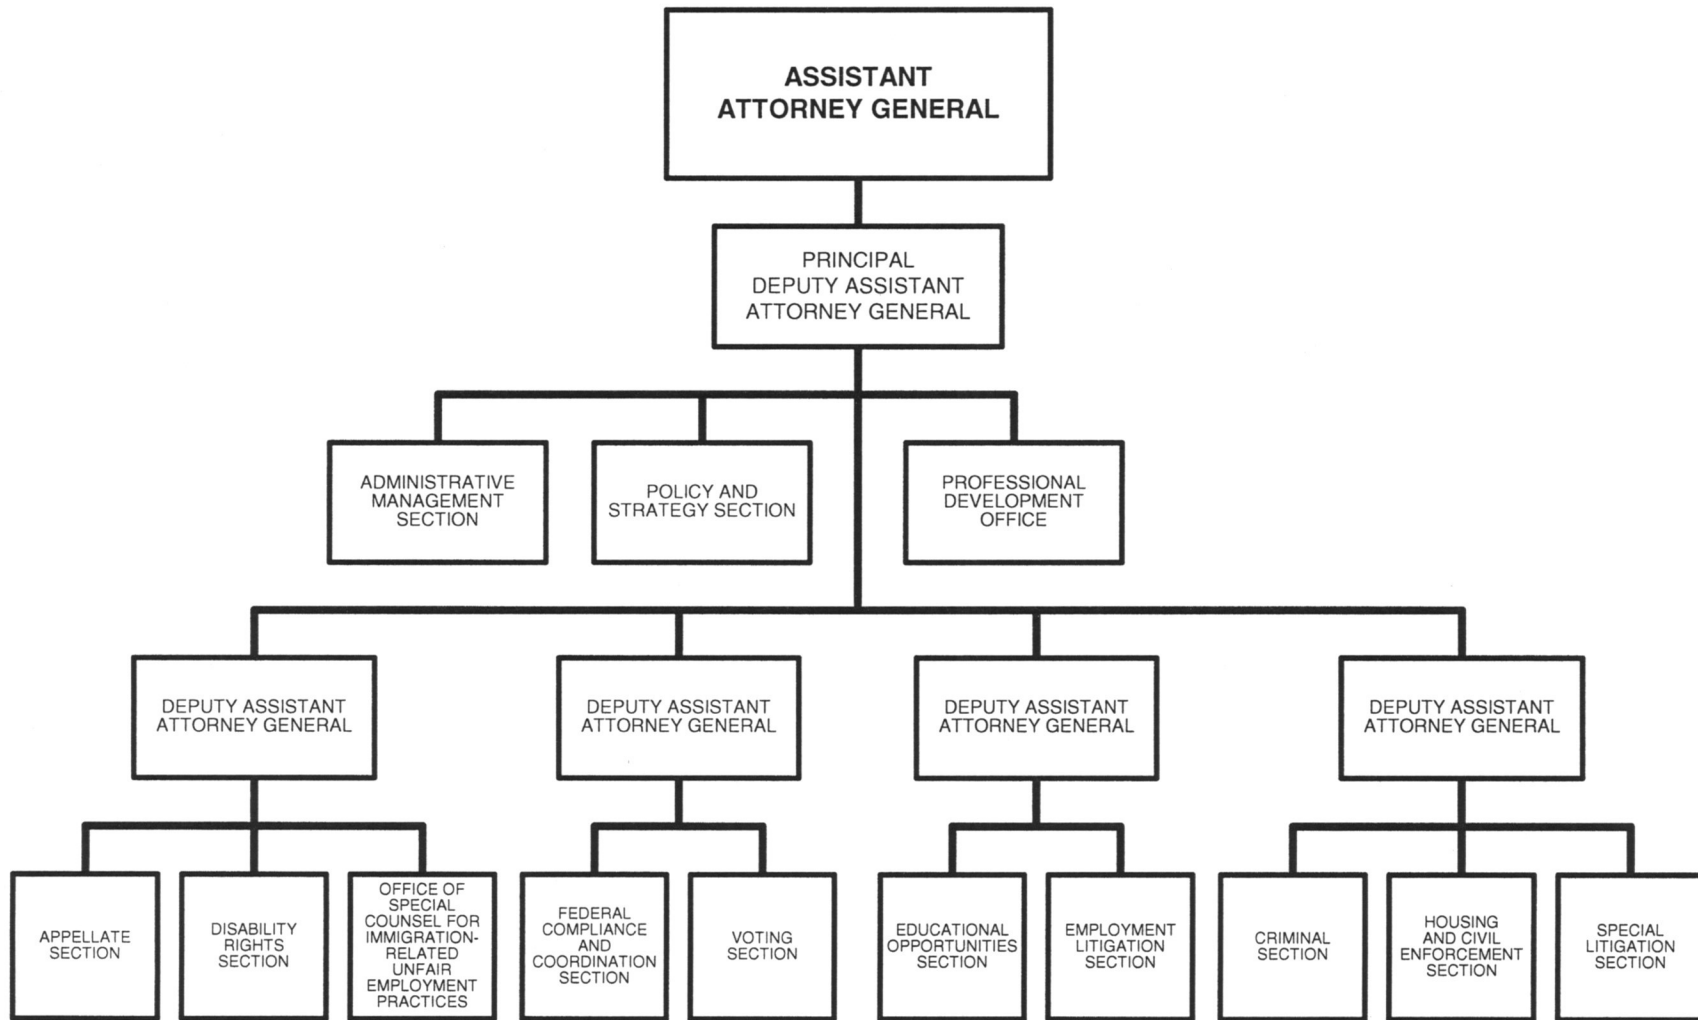 ASSISTANT
ATTORNEY GENERAL
PRINCIPAL
DEPUTY ASSISTANT
ATTORNEY GENERAL
ADMINISTRATIVE
MANAGEMENT
SECTION
POLICY AND
STRATEGY SECTION
PROFESSIONAL
DEVELOPMENT
OFFICE
DEPUTY ASSISTANT
ATTORNEY GENERAL
DEPUTY ASSISTANT
ATTORNEY GENERAL
DEPUTY ASSISTANT
ATTORNEY GENERAL
DEPUTY ASSISTANT
ATTORNEY GENERAL
APPELLATE
SECTION
DISABILITY
RIGHTS
SECTION
OFFICE OF
SPECIAL
COUNSEL FOR
IMMIGRATION-
RELATED
UNFAIR
EMPLOYMENT
PRACTICES
FEDERAL
COMPLIANCE
AND
COORDINATION
SECTION
VOTING
SECTION
EDUCATIONAL
OPPORTUNITIES
SECTION
EMPLOYMENT
LITIGATION
SECTION
CRIMINAL
SECTION
HOUSING
AND CIVIL
ENFORCEMENT
SECTION
SPECIAL
LITIGATION
SECTION